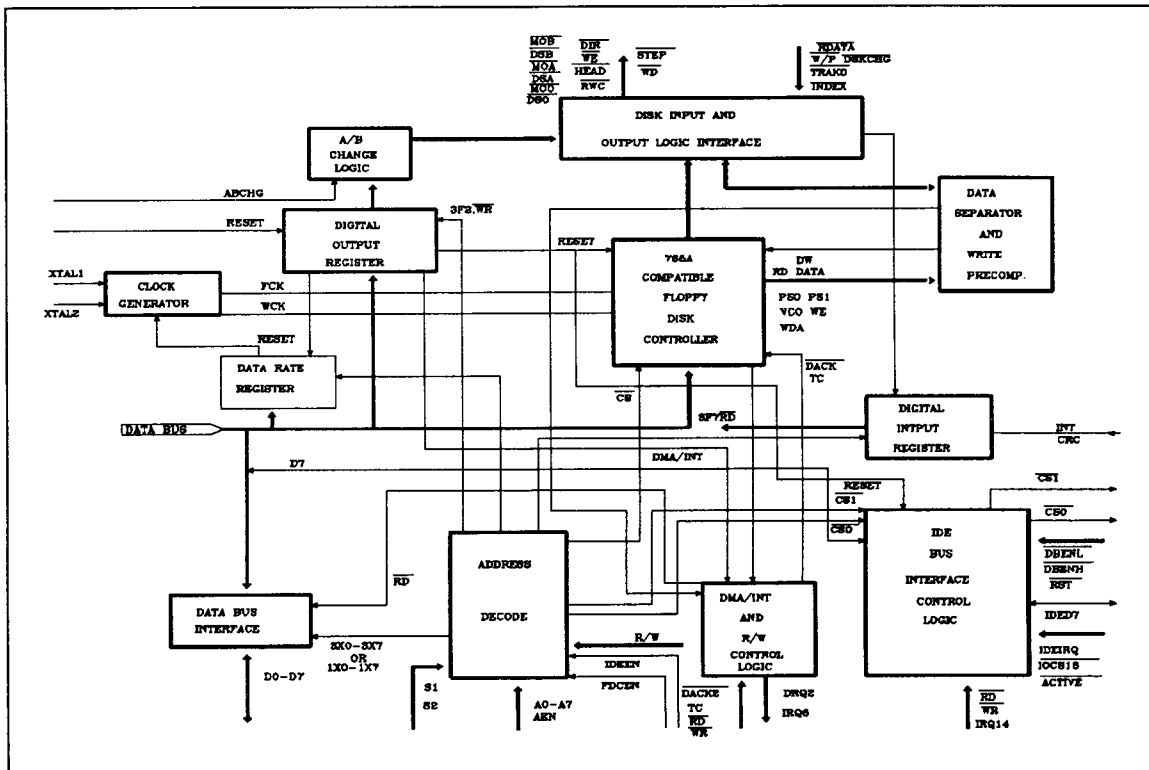 MOB
DSB
MOA
DSA
MOO
DSO
DIR
WE
HEAD
RWC
STEP
WD
RDATA
W/P DSKCHG
TRAKO
INDEX
DISK INPUT AND
OUTPUT LOGIC INTERFACE
A/B
CHANGE
LOGIC
ABCHG
3F2.WR
RESET
DIGITAL
OUTPUT
REGISTER
RESET
DATA
SEPARATOR
AND
WRITE
PRECOMP.
765A
COMPATIBLE
FLOPPY
DISK
CONTROLLER
DW
RD DATA
PSO PS1
VCO WE
WDA
XTAL1
XTAL2
CLOCK
GENERATOR
FCK
WCK
RESET
DATA RATE
REGISTER
DACK
TC
CS
3F7RD
DIGITAL
INTPUT
REGISTER
INT
CRC
DATA BUS
DMA/INT
D7
RESET
CS1
CS0
CS1
CS0
IDE
BUS
INTERFACE
CONTROL
LOGIC
DBENL
DBENH
RST
IDED7
IDEIRQ
IOCS16
ACTIVE
ADDRESS
DECODE
RD
DATA BUS
INTERFACE
3X0-3X7
OR
1X0-1X7
DMA/INT
AND
R/W
CONTROL
LOGIC
R/W
IDEEN
FDCEN
D0-D7
S1
S2
A0-A7
AEN
DACK2
TC
RD
WR
DRQ2
IRQ6
RD
WR
IRQ14